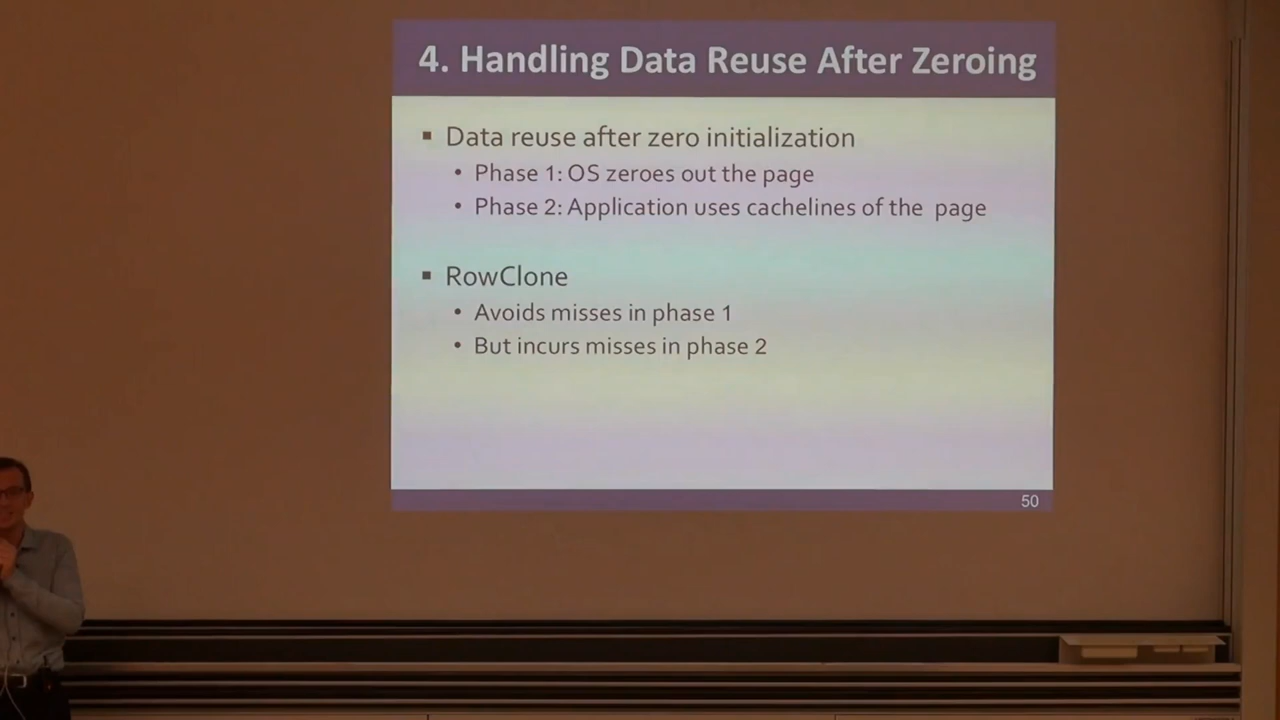 4. Handling Data Reuse After Zeroing
▪ Data reuse after zero initialization
• Phase 1: OS zeroes out the page
• Phase 2: Application uses cachelines of the page
▪ RowClone
• Avoids misses in phase 1
• But incurs misses in phase 2
50